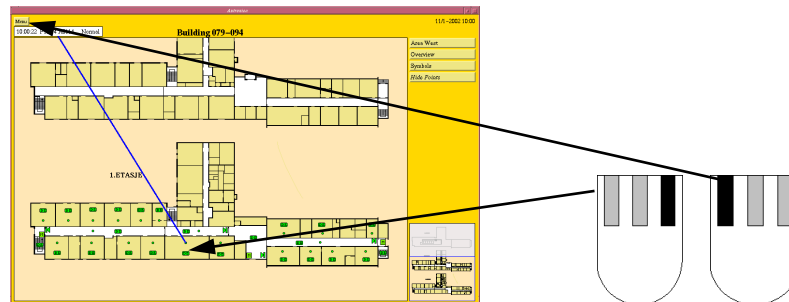 Autronica
Menu
11/1-2002 10:00
10:00:22
Normal
Building 079-094
Area West
Overview
Symbols
Hide Points
1.ETASJE